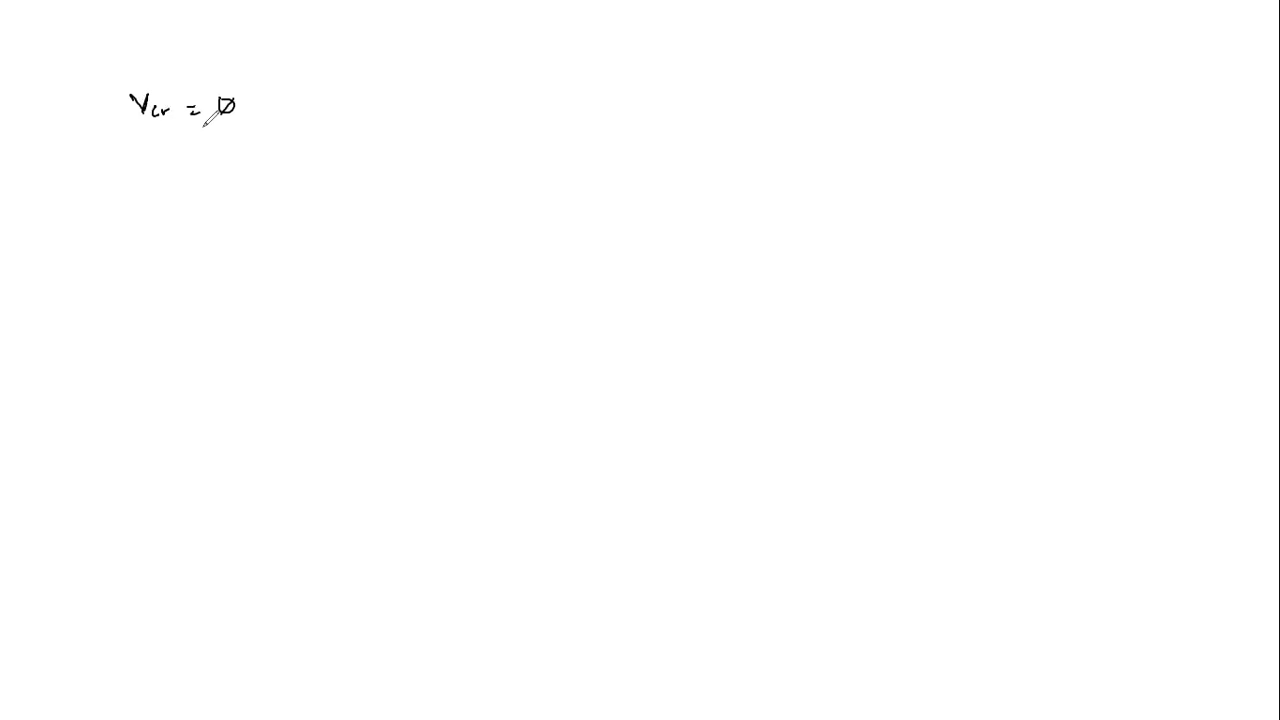 Vcr = Ø